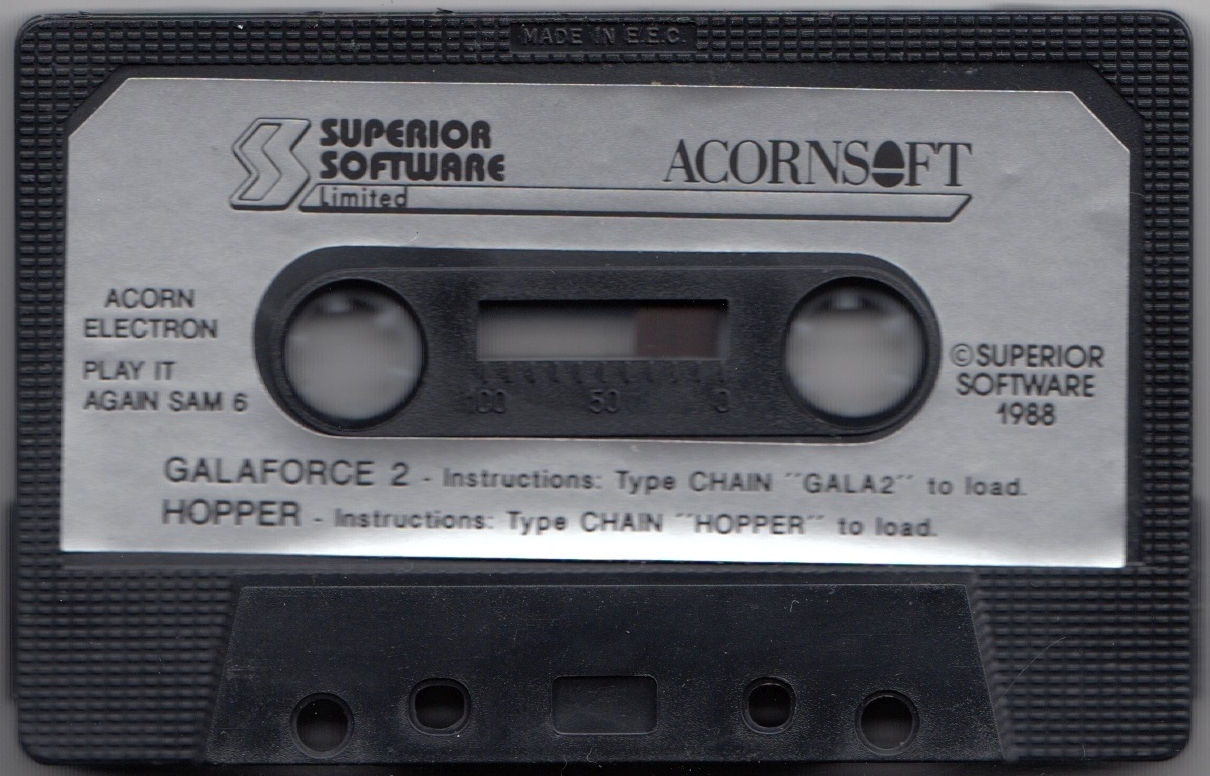 MADE IN E.E.C.
SUPERIOR
SOFTWARE
Limited
ACORNSOFT
ACORN
ELECTRON
PLAY IT
AGAIN SAM 6
100 50 0
©SUPERIOR
SOFTWARE
1988
GALAFORCE 2 - Instructions: Type CHAIN "GALA2" to load.
HOPPER - Instructions: Type CHAIN "HOPPER" to load.